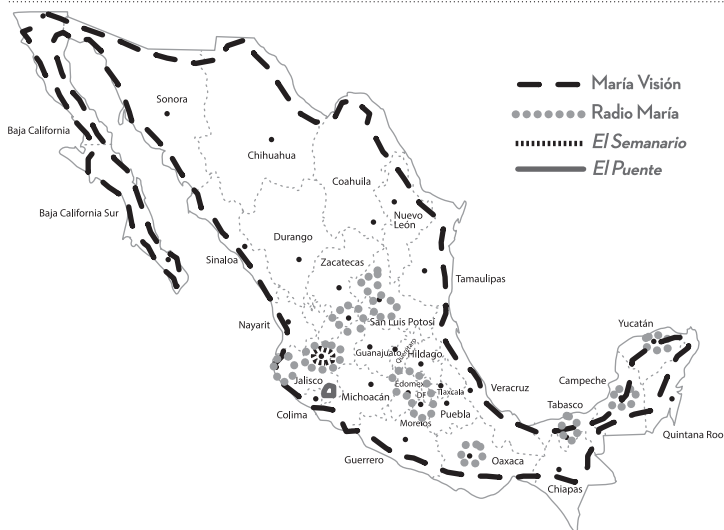 María Visión
Radio María
El Semanario
El Puente
Sonora
Baja California
Chihuahua
Coahuila
Baja California Sur
Nuevo
León
Durango
Sinaloa
Zacatecas
Tamaulipas
Nayarit
San Luis Potosí
Yucatán
Guanajuato
Querétaro
Hildago
Jalisco
Edomex
DF
Tlaxcala
Veracruz
Campeche
Michoacán
Tabasco
Colima
Morelos
Puebla
Quintana Roo
Guerrero
Oaxaca
Chiapas